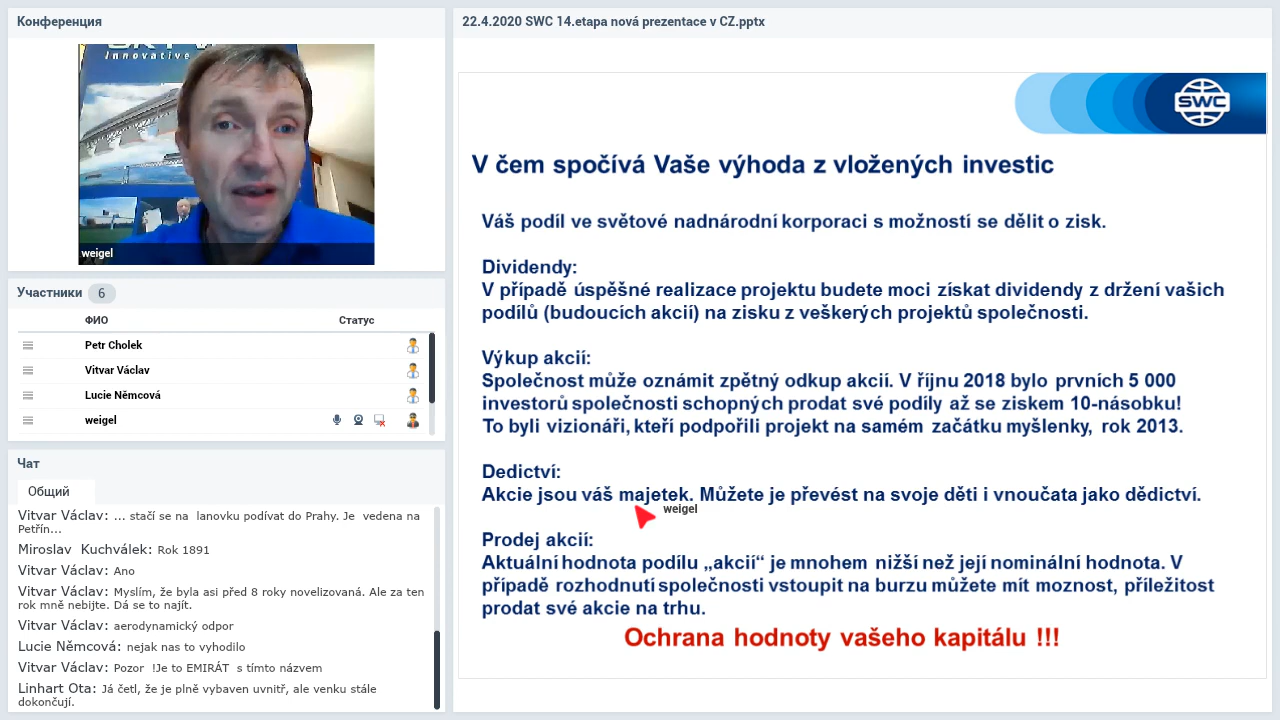 Конференция
SKY W
Innovative
weigel
Участники 6
ФИО Статус
Petr Cholek
Vitvar Václav
Lucie Němcová
weigel
Чат
Общий
Vitvar Václav: ... stačí se na lanovku podívat do Prahy. Je vedena na
Petřín...
Miroslav Kuchválek: Rok 1891
Vitvar Václav: Ano
Vitvar Václav: Myslím, že byla asi před 8 roky novelizovaná. Ale za ten
rok mně nebijte. Dá se to najít.
Vitvar Václav: aerodynamický odpor
Lucie Němcová: nejak nas to vyhodilo
Vitvar Václav: Pozor !Je to EMIRÁT s tímto názvem
Linhart Ota: Já četl, že je plně vybaven uvnitř, ale venku stále
dokončují.
22.4.2020 SWC 14.etapa nová prezentace v CZ.pptx
SWC
V čem spočívá Vaše výhoda z vložených investic
Váš podíl ve světové nadnárodní korporaci s možností se dělit o zisk.
Dividendy:
V případě úspěšné realizace projektu budete moci získat dividendy z držení vašich
podílů (budoucích akcií) na zisku z veškerých projektů společnosti.
Výkup akcií:
Společnost může oznámit zpětný odkup akcií. V říjnu 2018 bylo prvních 5 000
investorů společnosti schopných prodat své podíly až se ziskem 10-násobku!
To byli vizionáři, kteří podpořili projekt na samém začátku myšlenky, rok 2013.
Dedictví:
Akcie jsou váš majetek. Můžete je převést na svoje děti i vnoučata jako dědictví.
weigel
Prodej akcií:
Aktuální hodnota podílu „akcií“ je mnohem nižší než její nominální hodnota. V
případě rozhodnutí společnosti vstoupit na burzu můžete mít moznost, příležitost
prodat své akcie na trhu.
Ochrana hodnoty vašeho kapitálu !!!